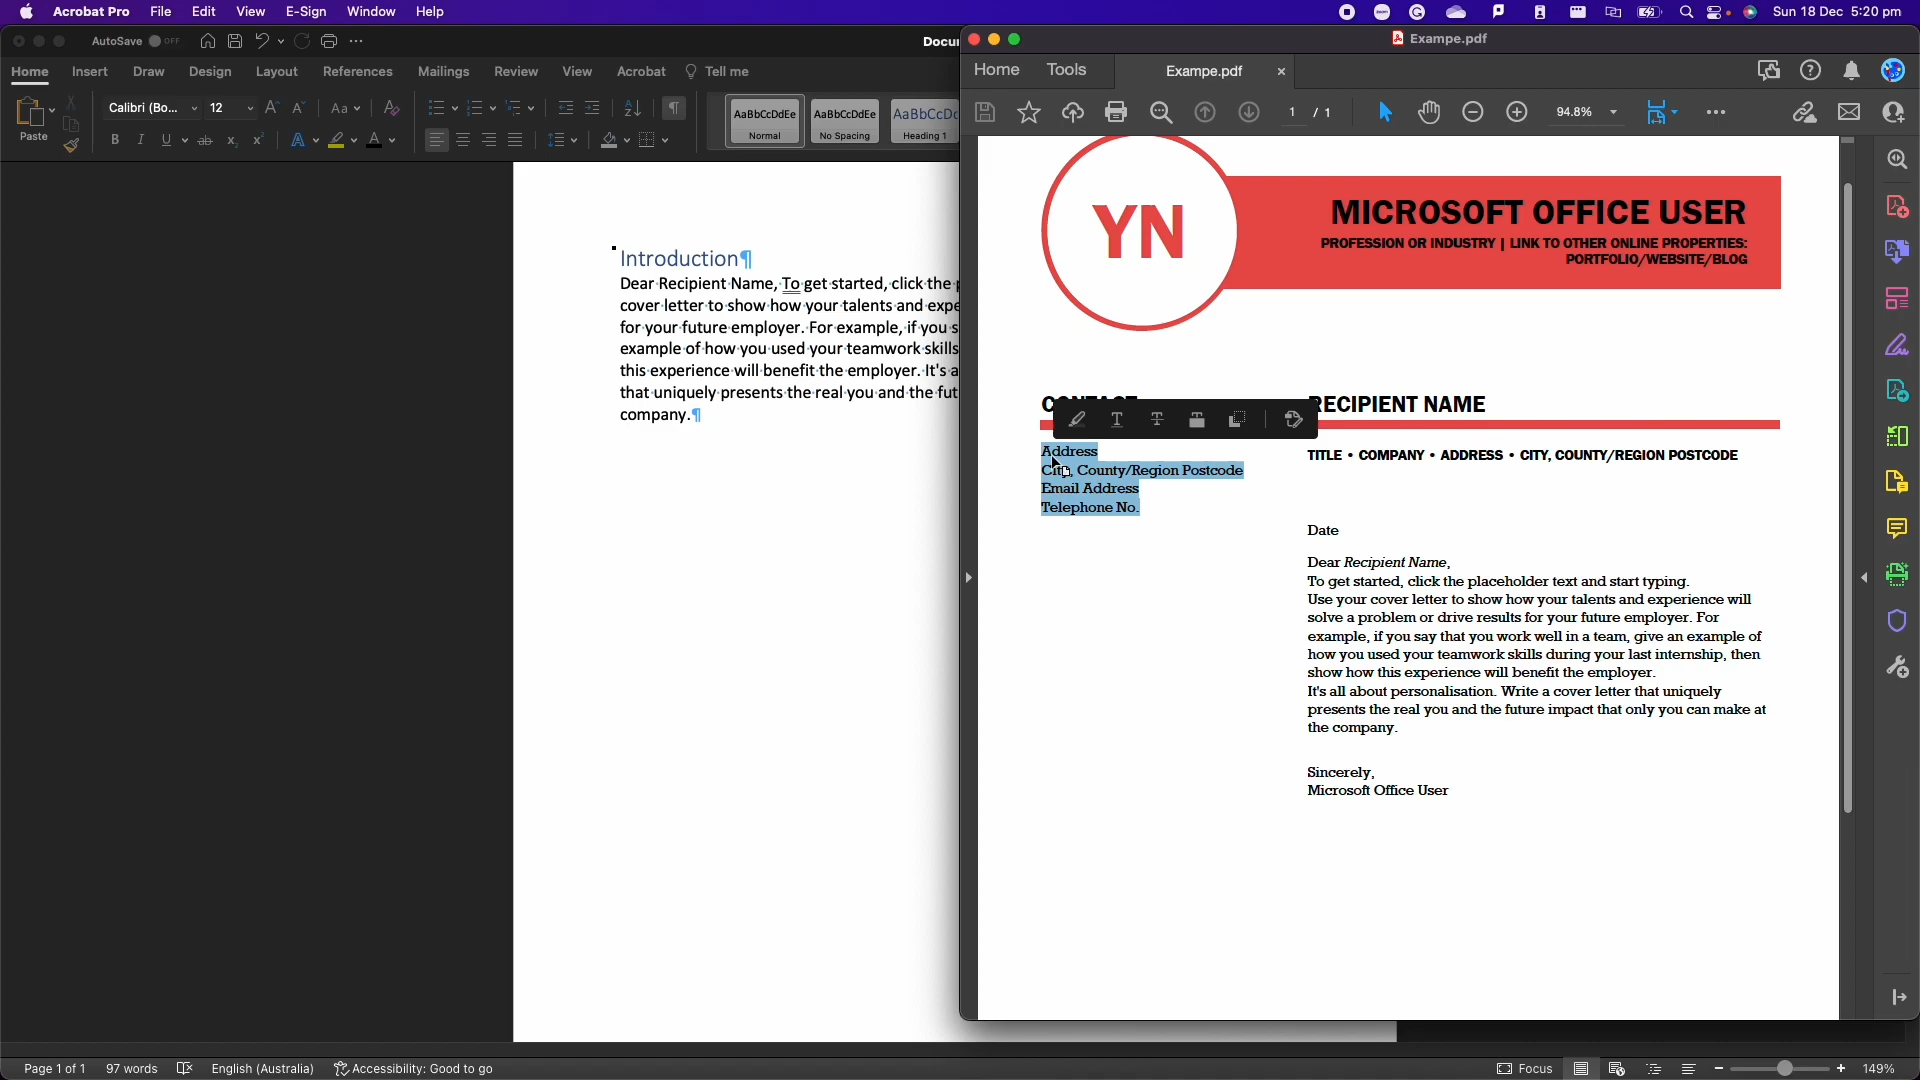 Acrobat Pro File Edit View E-Sign Window Help
Sun 18 Dec 5:20 pm
AutoSave OFF
Docu
Home Insert Draw Design Layout References Mailings Review View Acrobat Tell me
Paste
Calibri (Bo... 12
AaBbCcDdEe AaBbCcDdEe
Normal No Spacing Heading 1
Introduction¶
Dear Recipient Name, To get started, click the
cover letter to show how your talents and expe
for your future employer. For example, if you s
example of how you used your teamwork skills
this experience will benefit the employer. It's a
that uniquely presents the real you and the fut
company.¶
Exampe.pdf
Home Tools Exampe.pdf
1 / 1 94.8%
YN
MICROSOFT OFFICE USER
PROFESSION OR INDUSTRY | LINK TO OTHER ONLINE PROPERTIES:
PORTFOLIO/WEBSITE/BLOG
RECIPIENT NAME
Address
City, County/Region Postcode
Email Address
Telephone No.
TITLE • COMPANY • ADDRESS • CITY, COUNTY/REGION POSTCODE
Date
Dear Recipient Name,
To get started, click the placeholder text and start typing.
Use your cover letter to show how your talents and experience will
solve a problem or drive results for your future employer. For
example, if you say that you work well in a team, give an example of
how you used your teamwork skills during your last internship, then
show how this experience will benefit the employer.
It's all about personalisation. Write a cover letter that uniquely
presents the real you and the future impact that only you can make at
the company.
Sincerely,
Microsoft Office User
Page 1 of 1 97 words English (Australia) Accessibility: Good to go
Focus 149%